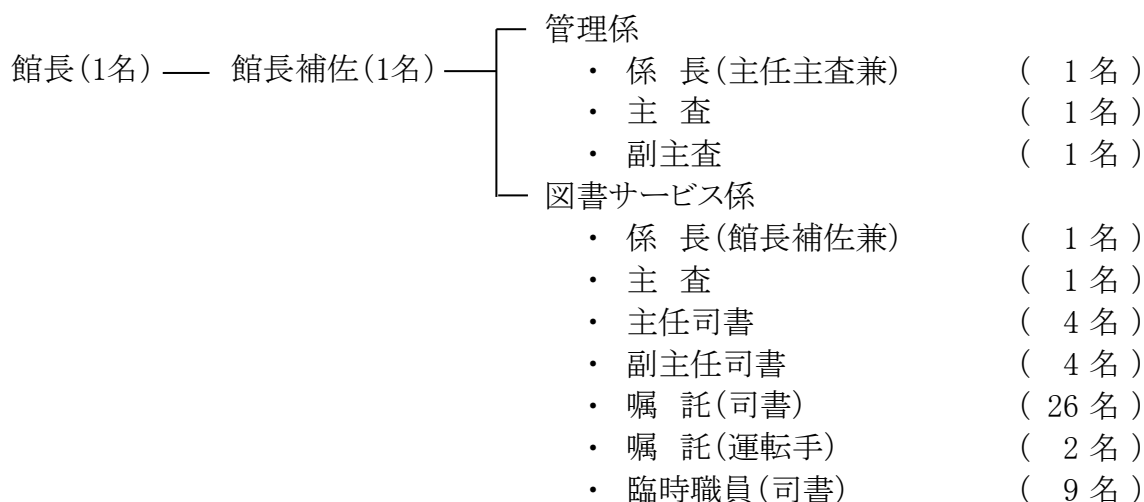 管理係
館長(1名) ― 館長補佐(1名)
・ 係 長(主任主査兼) ( 1 名 )
・ 主 査 ( 1 名 )
・ 副主査 ( 1 名 )
図書サービス係
・ 係 長(館長補佐兼) ( 1 名 )
・ 主 査 ( 1 名 )
・ 主任司書 ( 4 名 )
・ 副主任司書 ( 4 名 )
・ 嘱 託(司書) ( 26 名 )
・ 嘱 託(運転手) ( 2 名 )
・ 臨時職員(司書) ( 9 名 )